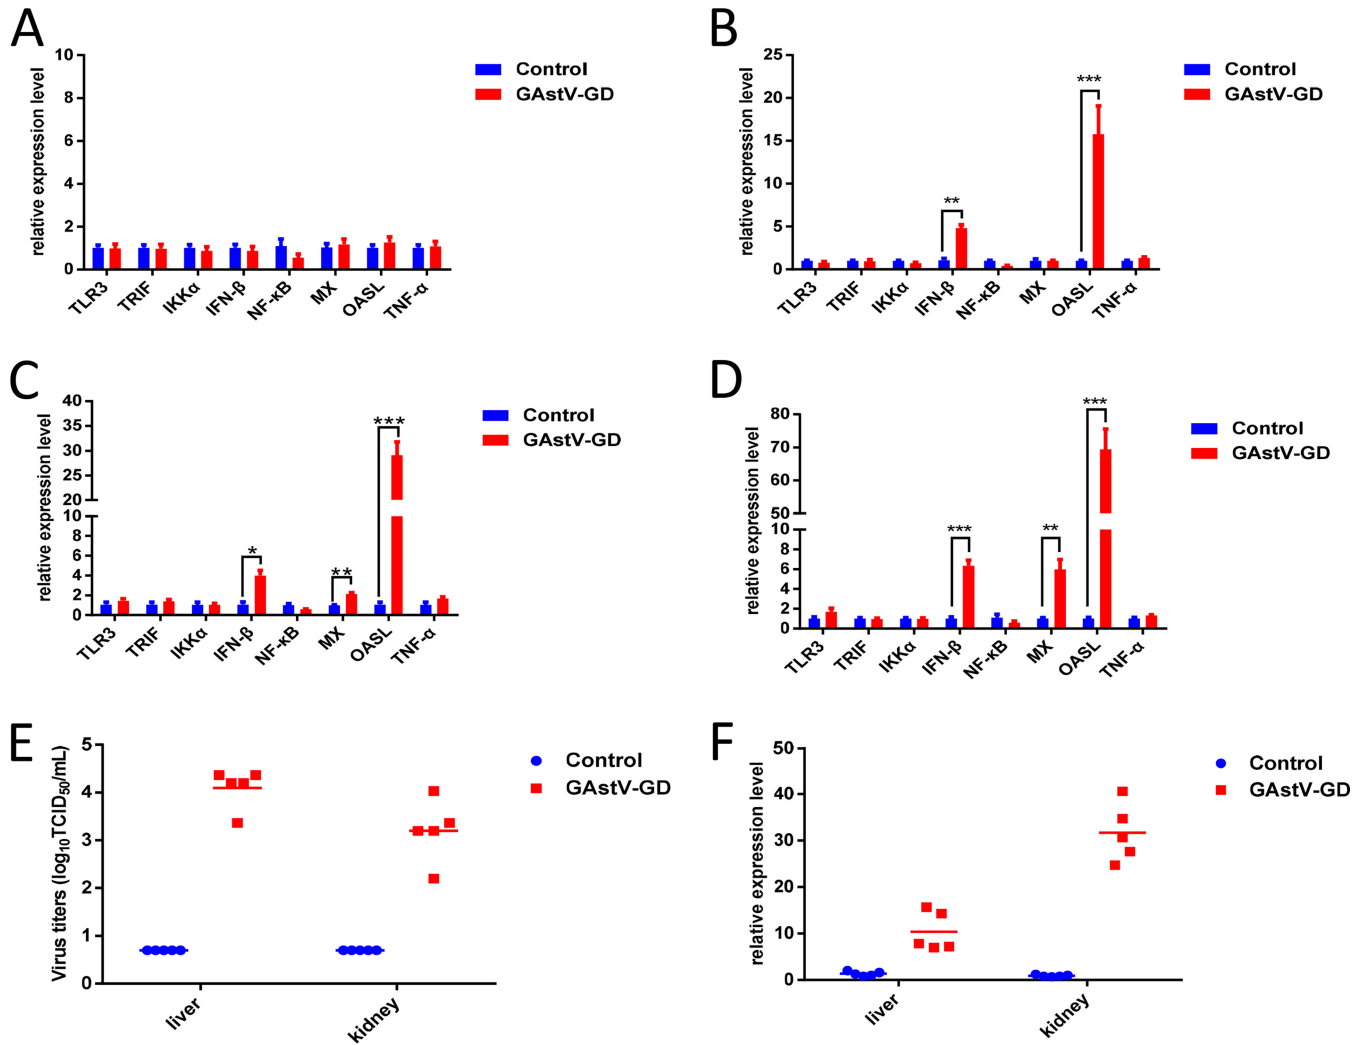 A
relative expression level
10
8
6
4
2
0
TLR3 TRIF IKKα IFN-β NF-κB MX OASL TNF-α
Control
GAstV-GD
B
relative expression level
25
20
15
10
5
0
**
***
TLR3 TRIF IKKα IFN-β NF-κB MX OASL TNF-α
Control
GAstV-GD
C
relative expression level
40
35
30
25
20
10
8
6
4
2
0
*
**
***
TLR3 TRIF IKKα IFN-β NF-κB MX OASL TNF-α
Control
GAstV-GD
D
relative expression level
80
70
60
50
10
8
6
4
2
0
***
**
***
TLR3 TRIF IKKα IFN-β NF-κB MX OASL TNF-α
Control
GAstV-GD
E
Virus titers (log10TCID50/mL)
5
4
3
2
1
0
liver kidney
Control
GAstV-GD
F
relative expression level
50
40
30
20
10
0
liver kidney
Control
GAstV-GD